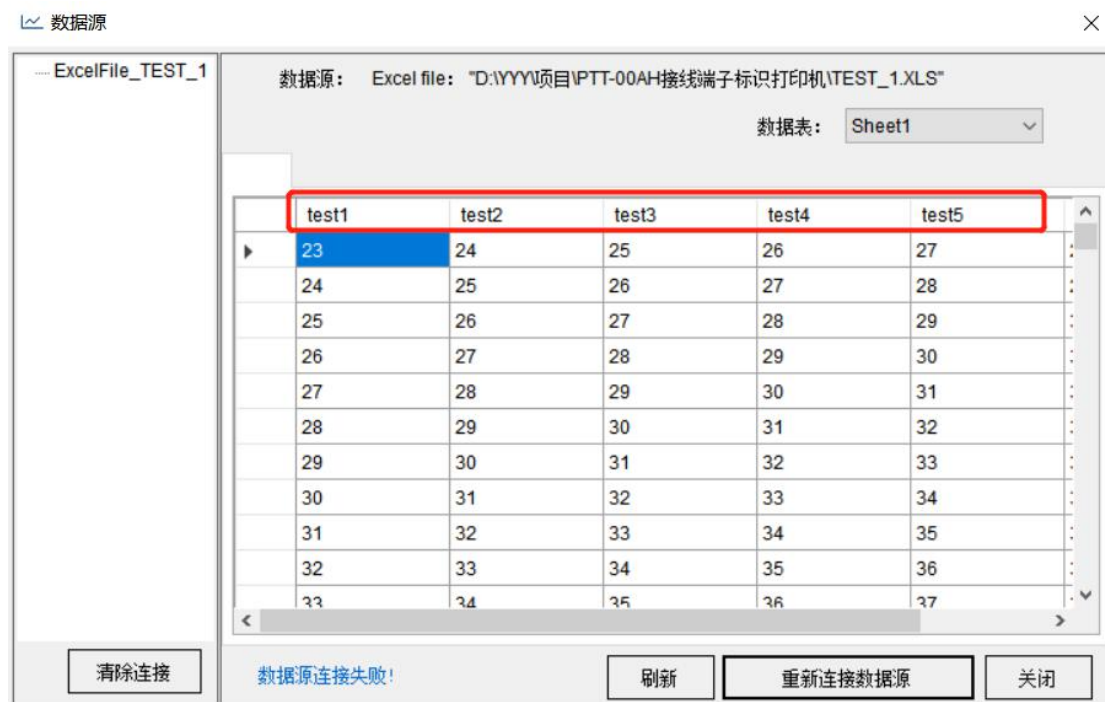 数据源
ExcelFile_TEST_1
数据源： Excel file： "D:\YYY\项目\PTT-00AH接线端子标识打印机\TEST_1.XLS"
数据表： Sheet1
test1 test2 test3 test4 test5
23 24 25 26 27
24 25 26 27 28
25 26 27 28 29
26 27 28 29 30
27 28 29 30 31
28 29 30 31 32
29 30 31 32 33
30 31 32 33 34
31 32 33 34 35
32 33 34 35 36
33 34 35 36 37
清除连接 数据源连接失败! 刷新 重新连接数据源 关闭